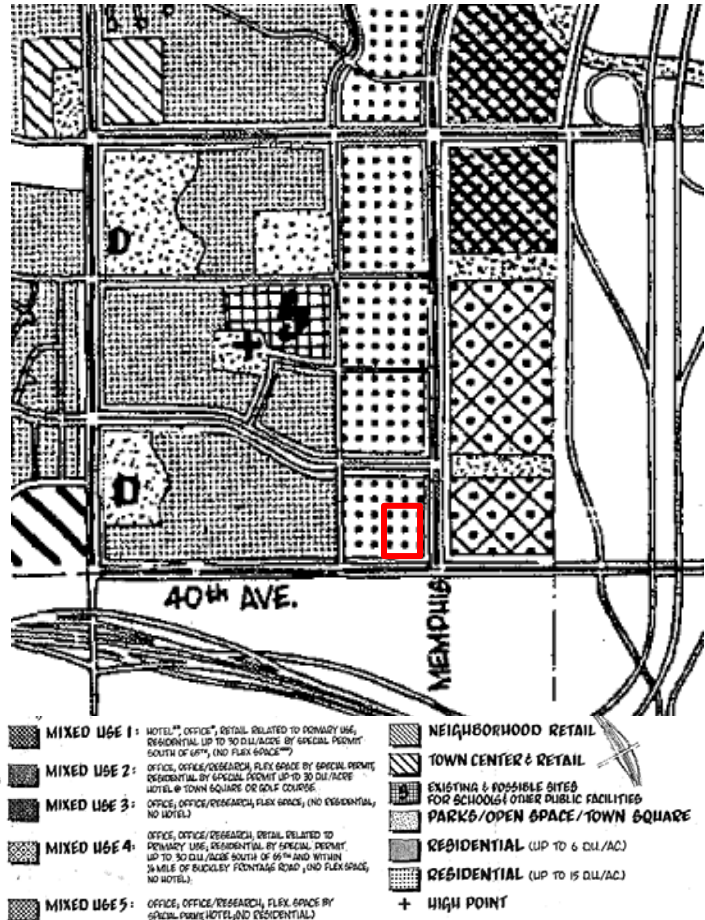 40th AVE.
MEMPHIS
MIXED USE 1: HOTEL**, OFFICE*, RETAIL RELATED TO PRIMARY USE,
RESIDENTIAL UP TO 30 D.U./ACRE BY SPECIAL PERMIT
SOUTH OF 65TH, (NO FLEX SPACE***)
MIXED USE 2: OFFICE, OFFICE/RESEARCH, FLEX SPACE BY SPECIAL PERMIT,
RESIDENTIAL BY SPECIAL PERMIT UP TO 30 D.U./ACRE
HOTEL @ TOWN SQUARE OR GOLF COURSE
MIXED USE 3: OFFICE, OFFICE/RESEARCH, FLEX SPACE, (NO RESIDENTIAL,
NO HOTEL)
MIXED USE 4: OFFICE, OFFICE/RESEARCH, RETAIL RELATED TO
PRIMARY USE, RESIDENTIAL BY SPECIAL PERMIT
UP TO 30 D.U./ACRE SOUTH OF 65TH AND WITHIN
MILE OF BUCKLEY FRONTAGE ROAD, (NO FLEX SPACE,
NO HOTEL)
MIXED USE 5: OFFICE, OFFICE/RESEARCH, FLEX SPACE BY
SPECIAL PERMIT HOTEL, (NO RESIDENTIAL)
NEIGHBORHOOD RETAIL
TOWN CENTER & RETAIL
EXISTING & POSSIBLE SITES
FOR SCHOOLS & OTHER PUBLIC FACILITIES
PARKS/OPEN SPACE/TOWN SQUARE
RESIDENTIAL (UP TO 6 D.U./AC.)
RESIDENTIAL (UP TO 15 D.U./AC.)
+ HIGH POINT